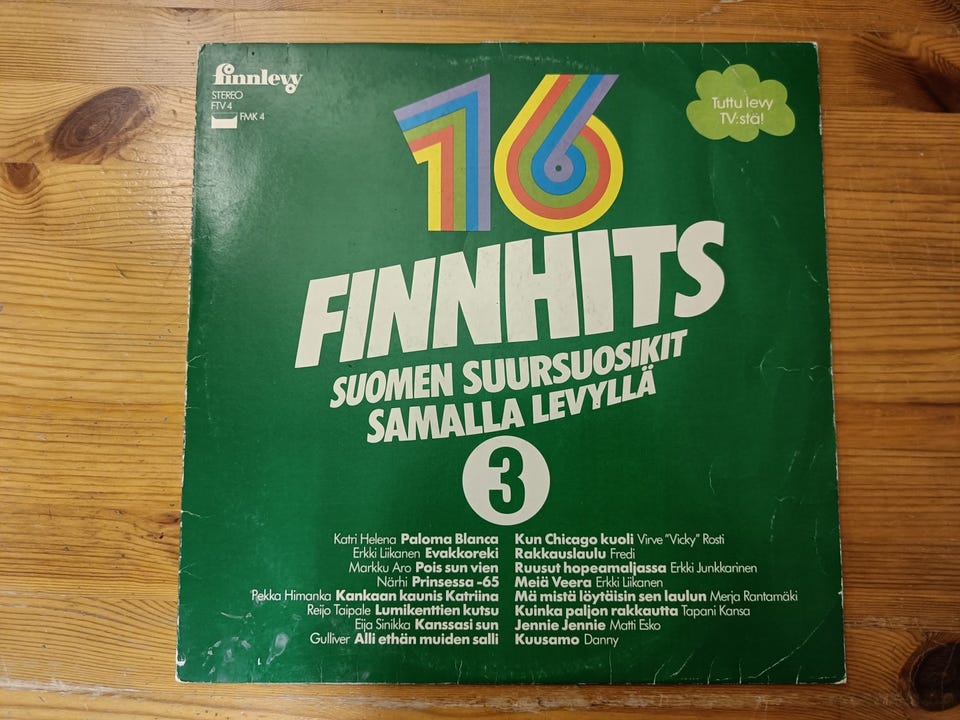 finnlevy
STEREO
FTV 4
FMK 4
16
Tuttu levy
TV:stä!
FINNHITS
SUOMEN SUURSUOSIKIT
SAMALLA LEVYLLÄ
3
Katri Helena Paloma Blanca
Erkki Liikanen Evakkoreki
Markku Aro Pois sun vien
Närhi Prinsessa -65
Pekka Himanka Kankaan kaunis Katriina
Reijo Taipale Lumikenttien kutsu
Eija Sinikka Kanssasi sun
Gulliver Alli ethän muiden salli
Kun Chicago kuoli Virve "Vicky" Rosti
Rakkauslaulu Fredi
Ruusut hopeamaljassa Erkki Junkkarinen
Meiä Veera Erkki Liikanen
Mä mistä löytäisin sen laulun Merja Rantamäki
Kuinka paljon rakkautta Tapani Kansa
Jennie Jennie Matti Esko
Kuusamo Danny